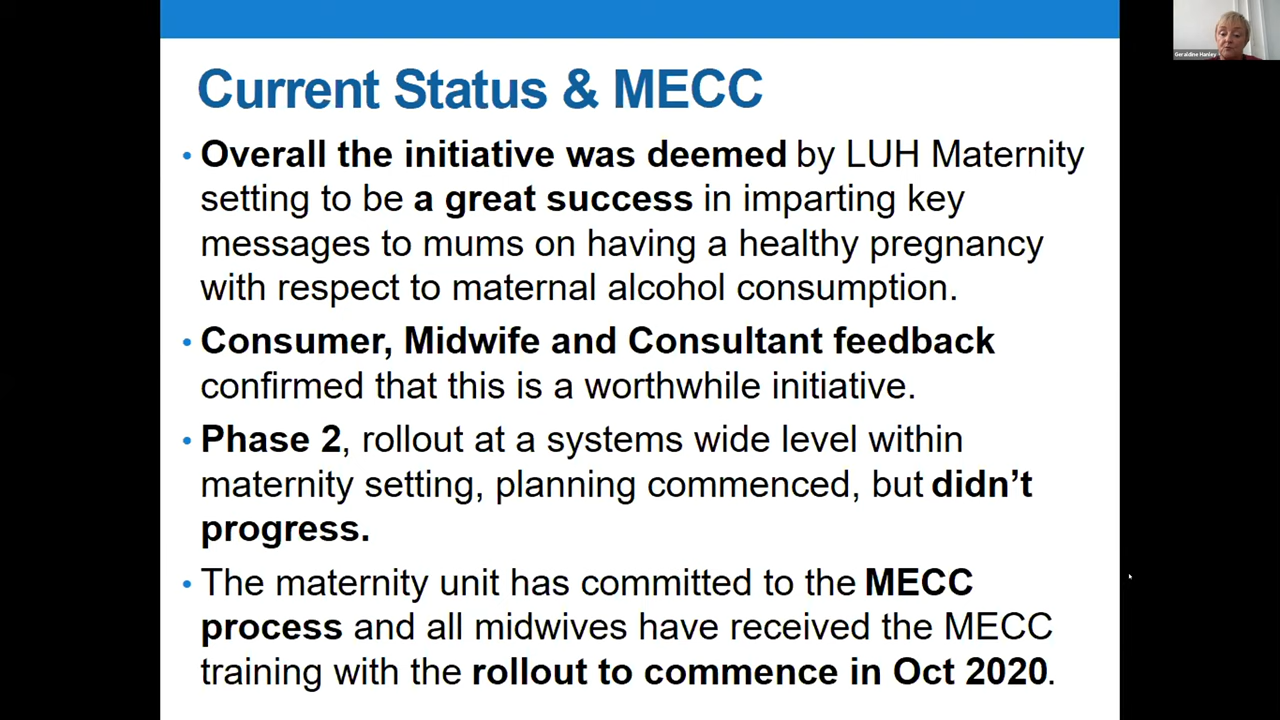 Geraldine Hanley
Current Status & MECC
• Overall the initiative was deemed by LUH Maternity
setting to be a great success in imparting key
messages to mums on having a healthy pregnancy
with respect to maternal alcohol consumption.
• Consumer, Midwife and Consultant feedback
confirmed that this is a worthwhile initiative.
• Phase 2, rollout at a systems wide level within
maternity setting, planning commenced, but didn’t
progress.
• The maternity unit has committed to the MECC
process and all midwives have received the MECC
training with the rollout to commence in Oct 2020.